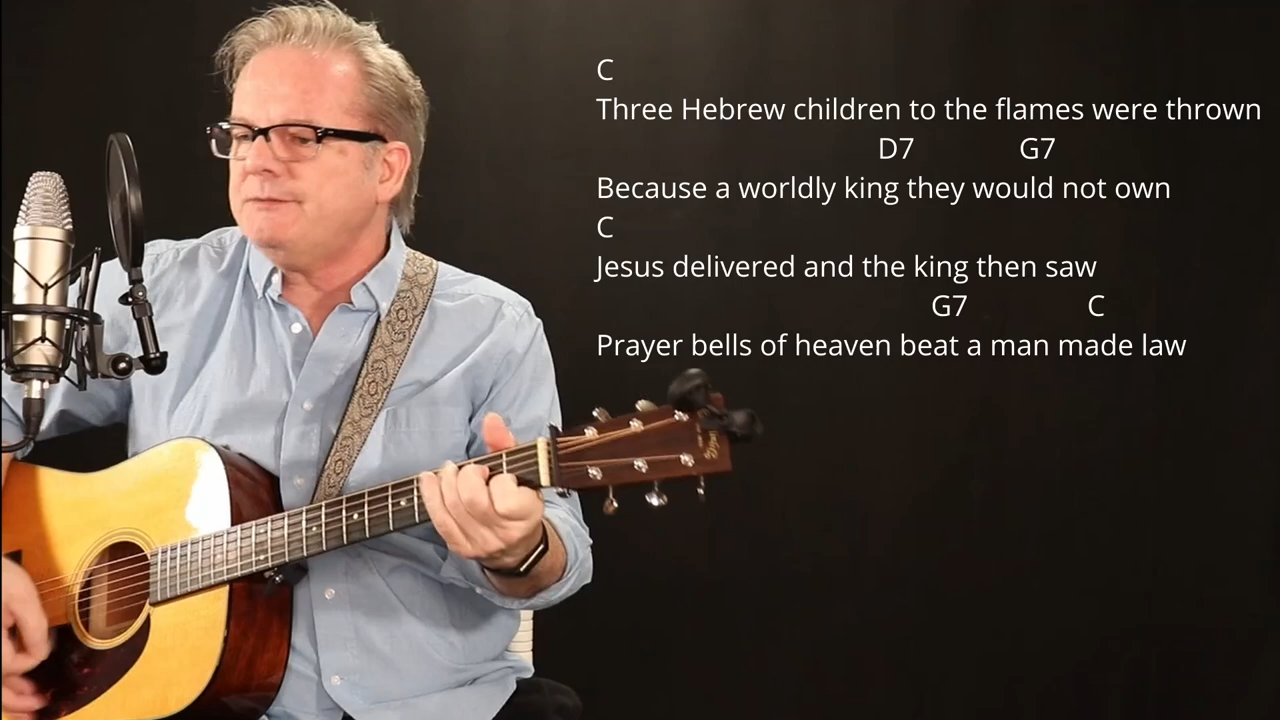 C
Three Hebrew children to the flames were thrown
D7 G7
Because a worldly king they would not own
C
Jesus delivered and the king then saw
G7 C
Prayer bells of heaven beat a man made law